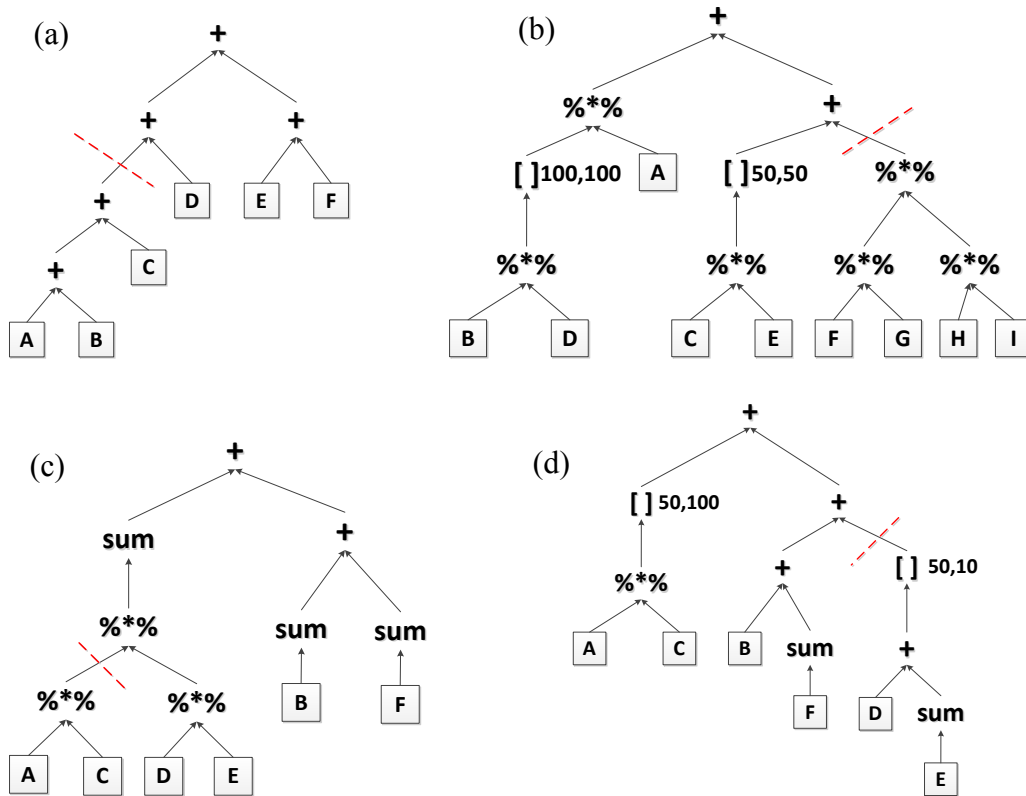 (a)
+
+ +
+ D E F
+ C
A B
(b)
+
%*% +
[ ]100,100 A [ ]50,50 %*%
%*% %*% %*% %*%
B D C E F G H I
(c)
+
sum +
%*% sum sum
%*% %*% B F
A C D E
(d)
+
[ ] 50,100 +
%*% + [ ] 50,10
A C B sum +
F D sum
E